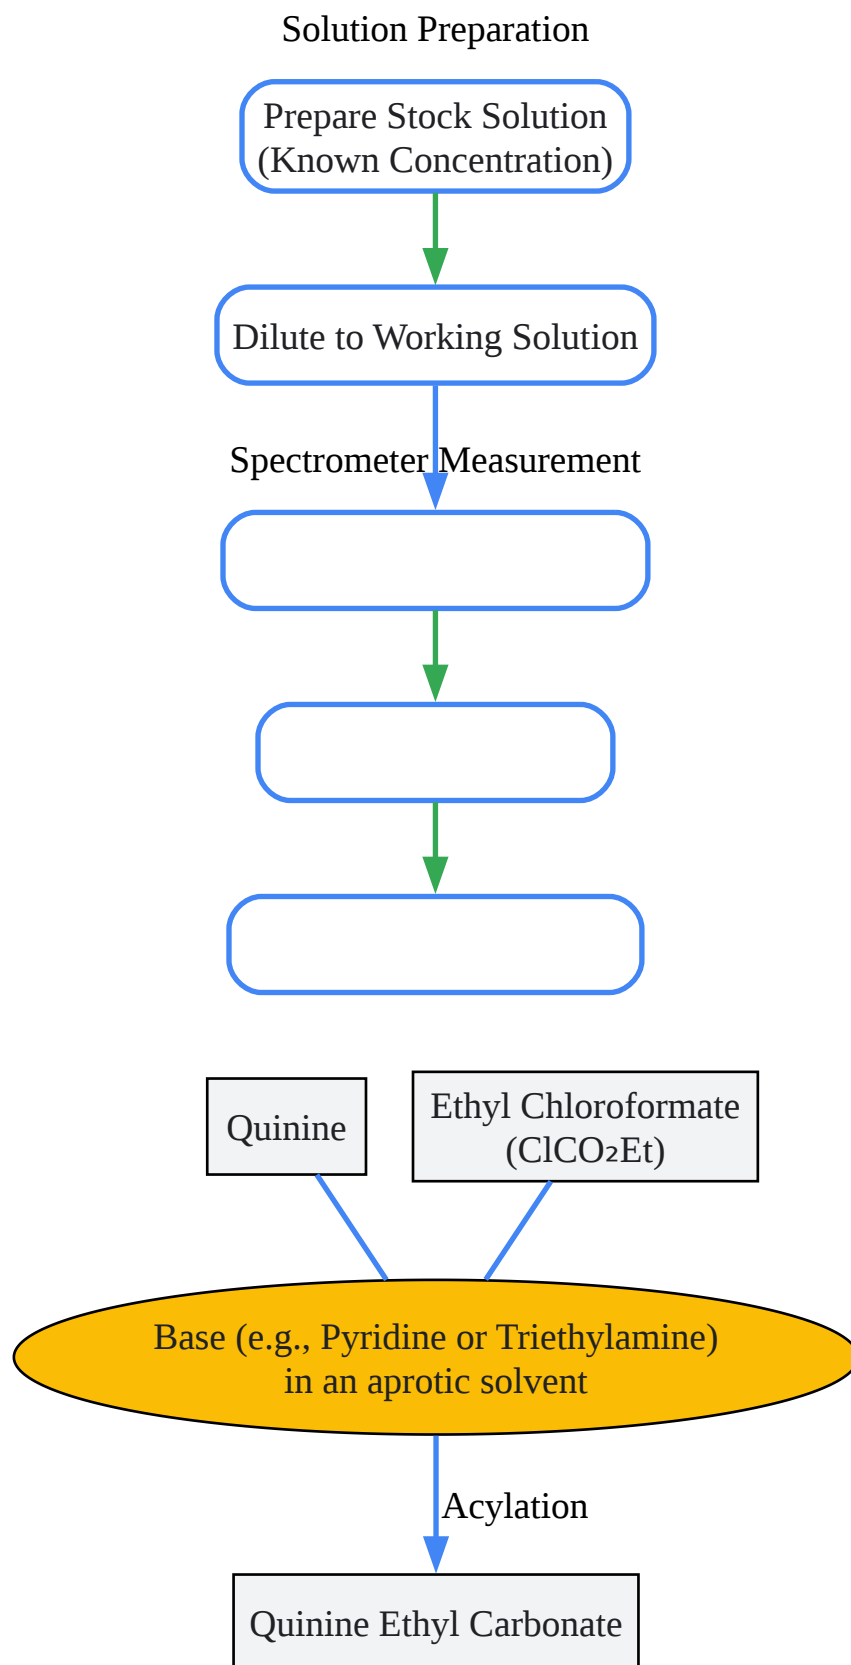 Solution Preparation
Prepare Stock Solution
(Known Concentration)
Dilute to Working Solution
Spectrometer Measurement
Quinine
Ethyl Chloroformate
(ClCO₂Et)
Base (e.g., Pyridine or Triethylamine)
in an aprotic solvent
Acylation
Quinine Ethyl Carbonate